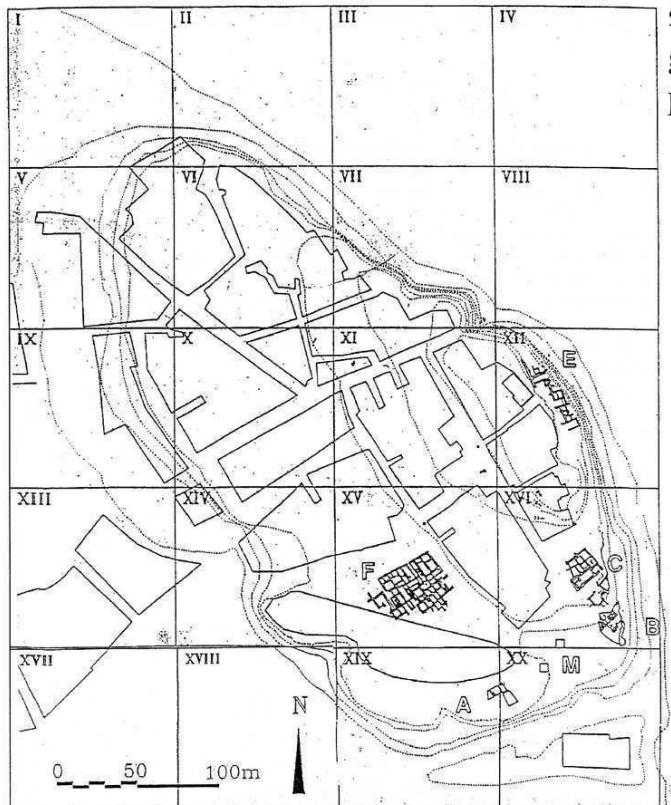 I II III IV
V VI VII VIII
IX X XI XII
E
XIII XIV XV XVI
F C
B
XVII XVIII XIX XX
M
A
N
0 50 100m